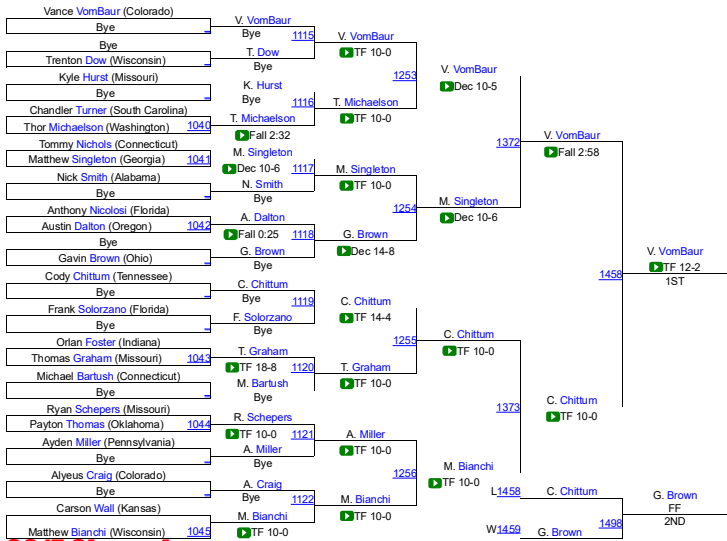 Vance VomBaur (Colorado)
Bye
Bye
Trenton Dow (Wisconsin)
Kyle Hurst (Missouri)
Bye
Chandler Turner (South Carolina)
Thor Michaelson (Washington) 1040
Tommy Nichols (Connecticut)
Matthew Singleton (Georgia) 1041
Nick Smith (Alabama)
Bye
Anthony Nicolosi (Florida)
Austin Dalton (Oregon) 1042
Bye
Gavin Brown (Ohio)
Cody Chittum (Tennessee)
Bye
Frank Solorzano (Florida)
Bye
Orlan Foster (Indiana)
Thomas Graham (Missouri) 1043
Michael Bartush (Connecticut)
Bye
Ryan Schepers (Missouri)
Payton Thomas (Oklahoma) 1044
Ayden Miller (Pennsylvania)
Bye
Alyeus Craig (Colorado)
Bye
Carson Wall (Kansas)
Matthew Bianchi (Wisconsin) 1045
V. VomBaur
Bye 1115
T. Dow
Bye
K. Hurst
Bye 1116
T. Michaelson
Fall 2:32
M. Singleton
Dec 10-6 1117
N. Smith
Bye
A. Dalton
Fall 0:25 1118
G. Brown
Bye
C. Chittum
Bye 1119
F. Solorzano
Bye
T. Graham
TF 18-8 1120
M. Bartush
Bye
R. Schepers
TF 10-0 1121
A. Miller
Bye
A. Craig
Bye 1122
M. Bianchi
TF 10-0
V. VomBaur
TF 10-0
1253
T. Michaelson
TF 10-0
M. Singleton
TF 10-0
1254
G. Brown
Dec 14-8
C. Chittum
TF 14-4
1255
T. Graham
TF 10-0
A. Miller
TF 10-0
1256
M. Bianchi
TF 10-0
V. VomBaur
Dec 10-5
1372
M. Singleton
Dec 10-6
C. Chittum
TF 10-0
1373
M. Bianchi
TF 10-0
V. VomBaur
Fall 2:58
1458
C. Chittum
TF 10-0
V. VomBaur
TF 12-2
1ST
L1458 C. Chittum
1498
W1459 G. Brown
G. Brown
FF
2ND